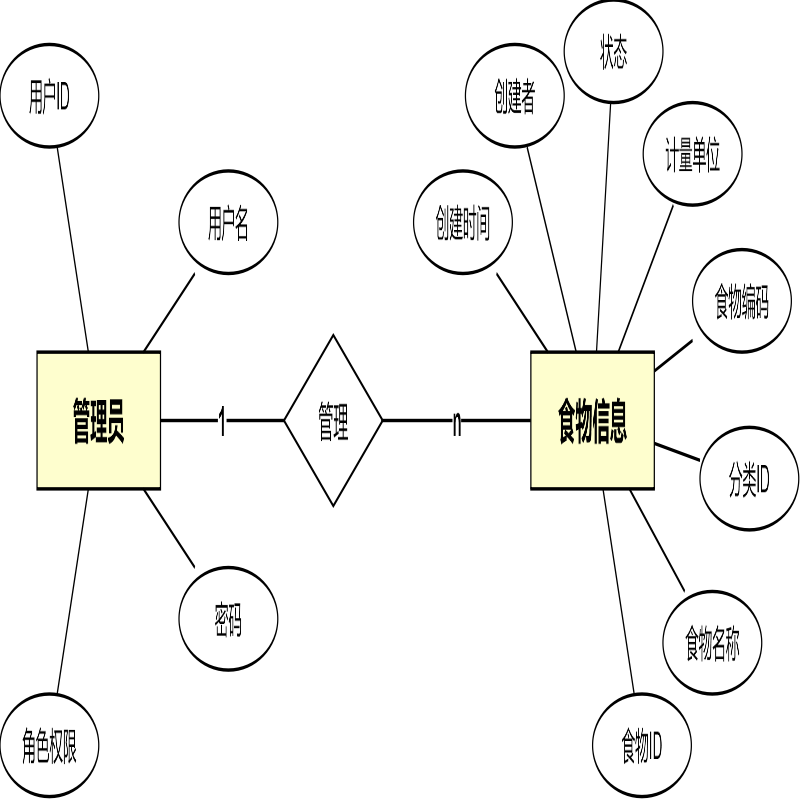 状态
用户ID
创建者
计量单位
用户名
创建时间
食物编码
管理员
1
管理
n
食物信息
分类ID
密码
食物名称
角色权限
食物ID